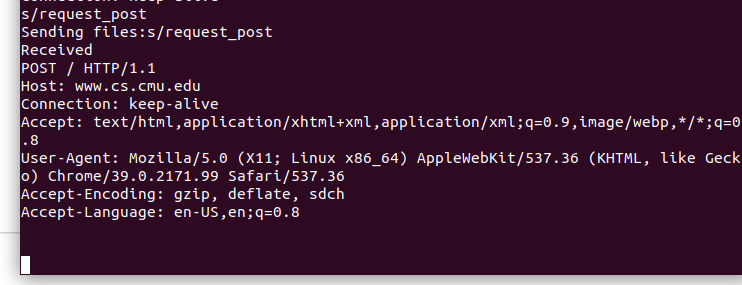 s/request_post
Sending files:s/request_post
Received
POST / HTTP/1.1
Host: www.cs.cmu.edu
Connection: keep-alive
Accept: text/html,application/xhtml+xml,application/xml;q=0.9,image/webp,*/*;q=0
.8
User-Agent: Mozilla/5.0 (X11; Linux x86_64) AppleWebKit/537.36 (KHTML, like Geck
o) Chrome/39.0.2171.99 Safari/537.36
Accept-Encoding: gzip, deflate, sdch
Accept-Language: en-US,en;q=0.8